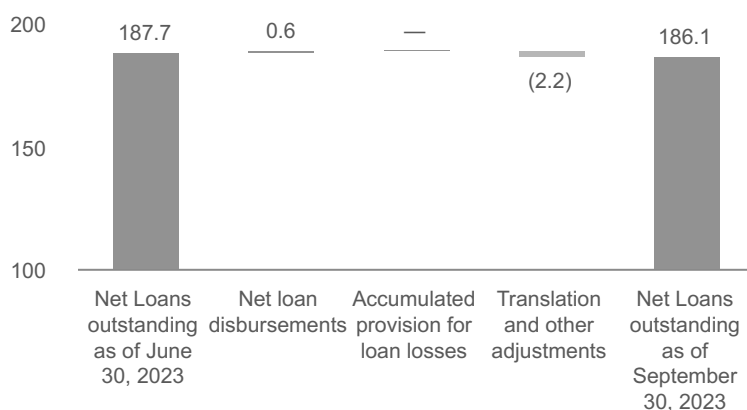 200
150
100
187.7
0.6
—
(2.2)
186.1
Net Loans
outstanding
as of June
30, 2023
Net loan
disbursements
Accumulated
provision for
loan losses
Translation
and other
adjustments
Net Loans
outstanding
as of
September
30, 2023